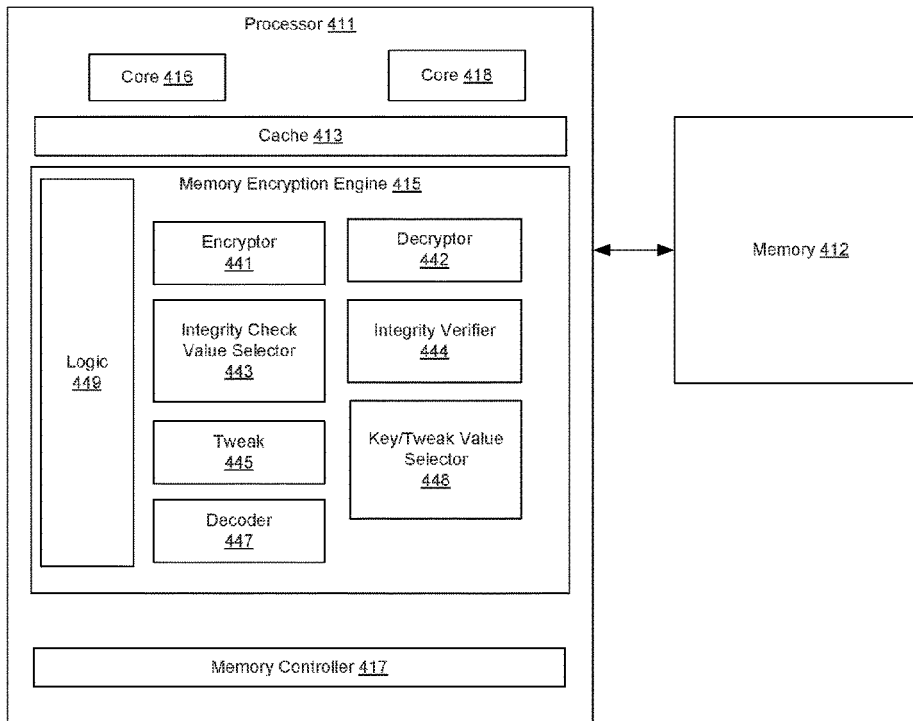 Processor 411
Core 416
Core 418
Cache 413
Memory Encryption Engine 415
Logic
449
Encryptor
441
Decryptor
442
Integrity Check
Value Selector
443
Integrity Verifier
444
Tweak
445
Key/Tweak Value
Selector
448
Decoder
447
Memory Controller 417
Memory 412